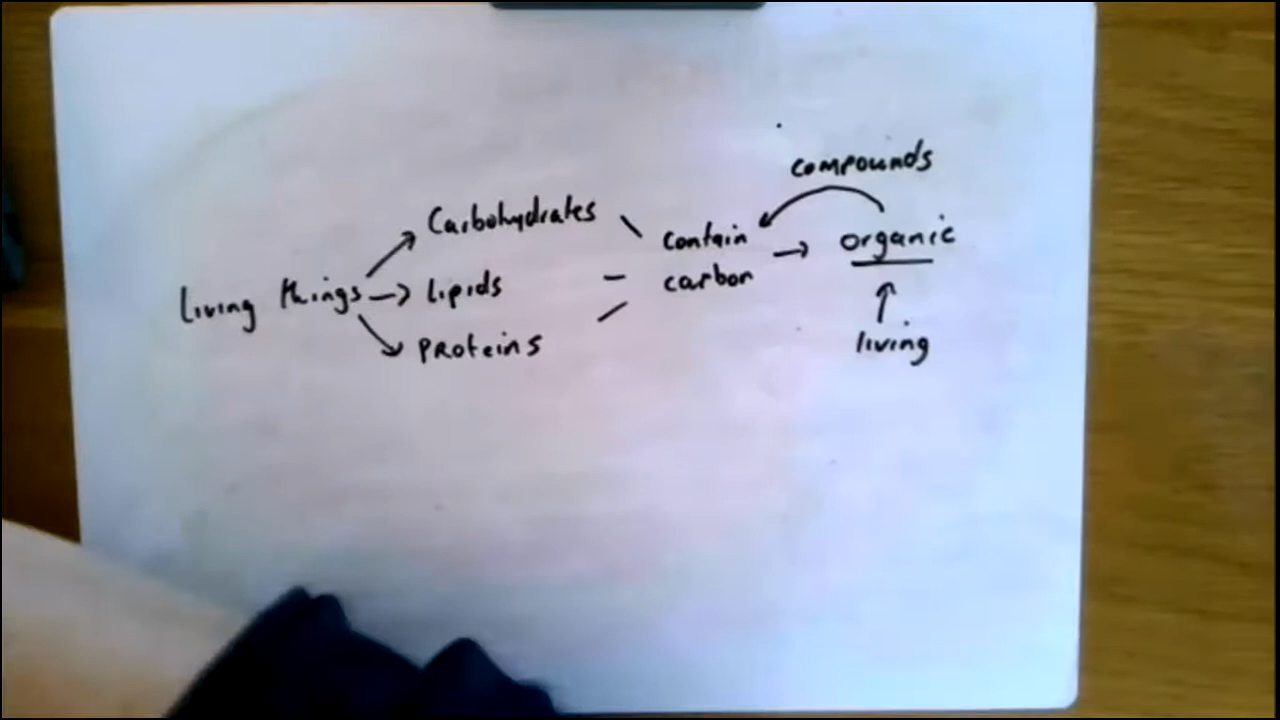 compounds
Carbohydrates
contain
carbon
organic
living things
lipids
proteins
living